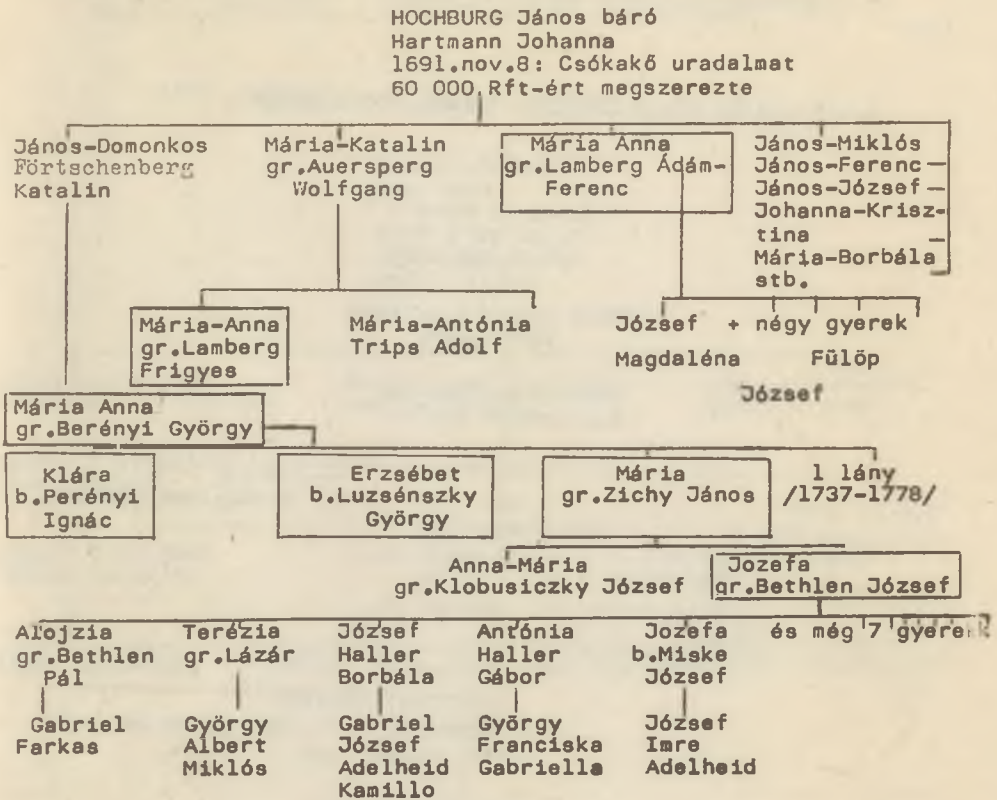 HOCHBURG János báró
Hartmann Johanna
1691.nov.8: Csókakő uradalmat
60 000 Rft-ért megszerezte
János-Domonkos
Förtschenberg
Katalin
Mária-Katalin
gr.Auersperg
Wolfgang
Mária Anna
gr.Lamberg Ádám-
Ferenc
János-Miklós
János-Ferenc
János-József
Johanna-Krisz-
tina
Mária-Borbála
stb.
Mária-Anna
gr.Lamberg
Frigyes
Mária-Antónia
Trips Adolf
József + négy gyerek
Magdaléna Fülöp
József
Mária Anna
gr.Berényi György
Klára
b.Perényi
Ignác
Erzsébet
b.Luzsénszky
György
Mária
gr.Zichy János
1 lány
/1737-1778/
Anna-Mária
gr.Klobusiczky József
Jozefa
gr.Bethlen József
Alojzia
gr.Bethlen
Pál
Gabriel
Farkas
Terézia
gr.Lázár
György
Albert
Miklós
József
Haller
Borbála
Gabriel
József
Adelheid
Kamillo
Antónia
Haller
Gábor
György
Franciska
Gabriella
Jozefa
b.Miske
József
József
Imre
Adelheid
és még 7 gyerek